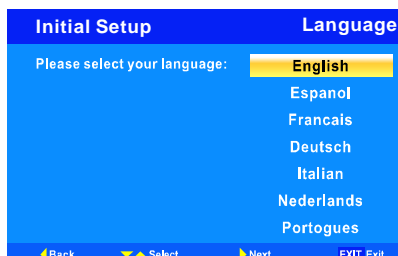 Initial Setup Language
Please select your language: English
Espanol
Francais
Deutsch
Italian
Nederlands
Portogues
Back Select Next EXIT Exit